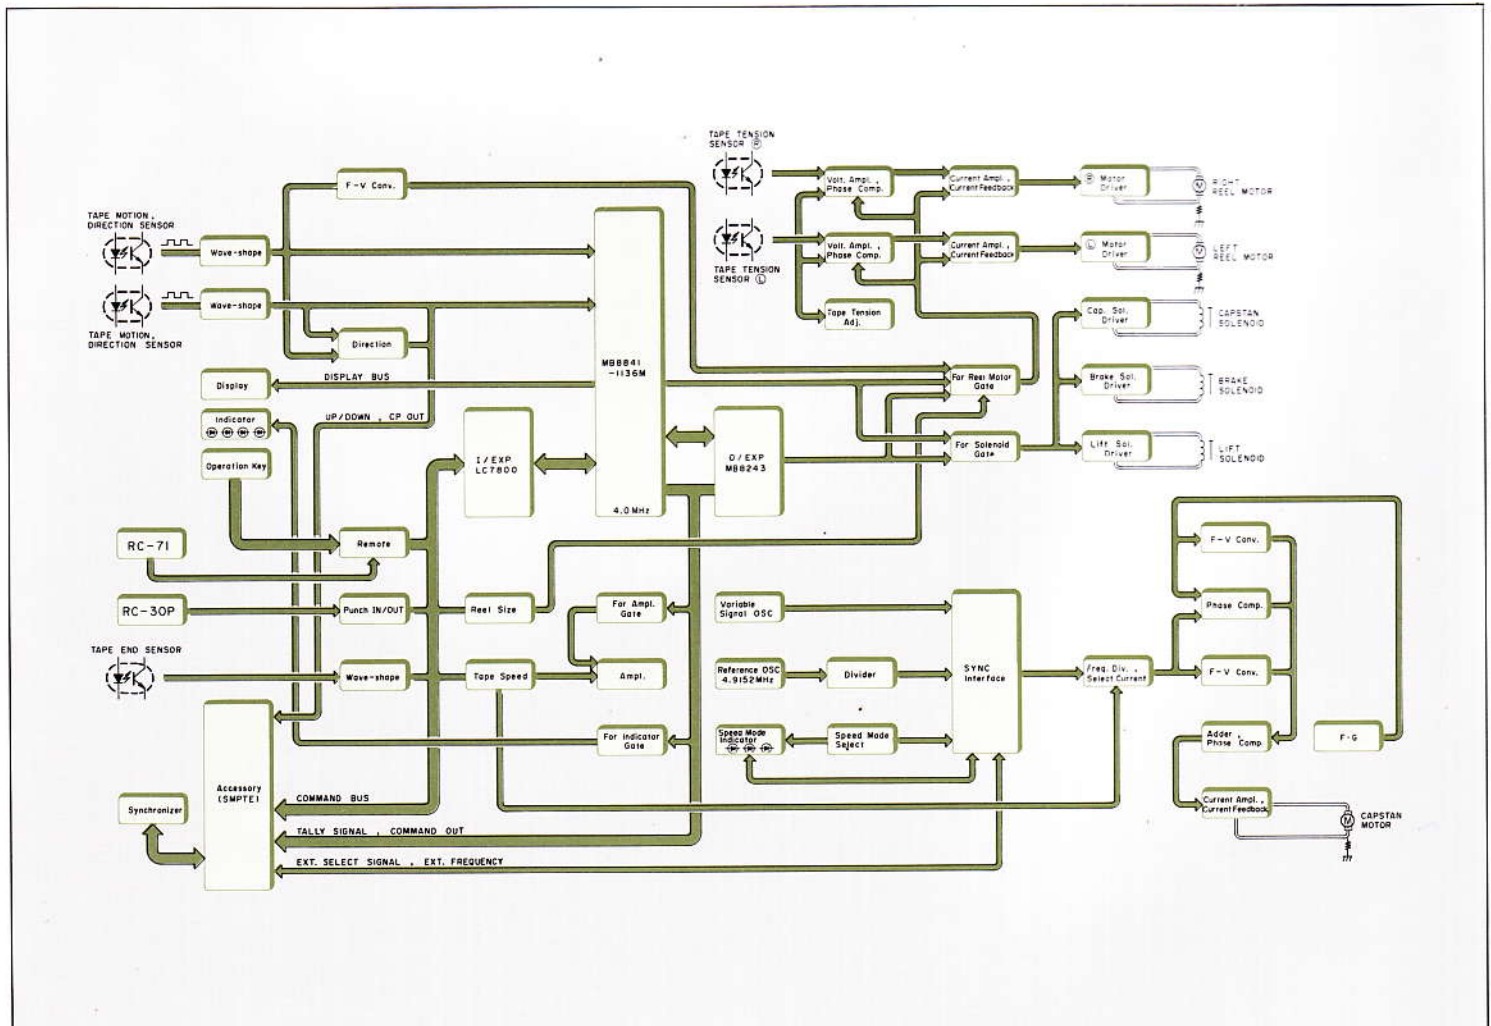 TAPE TENSION
SENSOR Ⓡ
F-V Conv.
Volt. Ampl. ,
Phase Comp.
Current Ampl. ,
Current Feedback
Ⓡ Motor
Driver
RIGHT
REEL MOTOR
TAPE MOTION,
DIRECTION SENSOR
Wave-shape
TAPE TENSION
SENSOR Ⓛ
Volt. Ampl. ,
Phase Comp.
Current Ampl. ,
Current Feedback
Ⓛ Motor
Driver
LEFT
REEL MOTOR
Wave-shape
TAPE MOTION,
DIRECTION SENSOR
Tape Tension
Adj.
Cap. Sol.
Driver
CAPSTAN
SOLENOID
Direction
MB8841
-1136M
4.0MHz
Display
DISPLAY BUS
For Reel Motor
Gate
Brake Sol.
Driver
BRAKE
SOLENOID
Indicator
UP/DOWN , CP OUT
Operation Key
I/EXP
LC7800
O/EXP
MB8243
For Solenoid
Gate
Lift Sol.
Driver
LIFT
SOLENOID
RC-71
Remote
F-V Conv.
RC-30P
Punch IN/OUT
Reel Size
For Ampl.
Gate
Variable
Signal OSC
Phase Comp.
TAPE END SENSOR
Wave-shape
Tape Speed
Ampl.
Reference OSC
4.9152MHz
Divider
SYNC
Interface
Freq. Div. ,
Select Current
F-V Conv.
For Indicator
Gate
Speed Mode
Indicator
Speed Mode
Select
Adder ,
Phase Comp.
F-G
Accessory
(SMPTE)
Synchronizer
COMMAND BUS
Current Ampl. ,
Current Feedback
M
CAPSTAN
MOTOR
TALLY SIGNAL , COMMAND OUT
EXT. SELECT SIGNAL , EXT. FREQUENCY